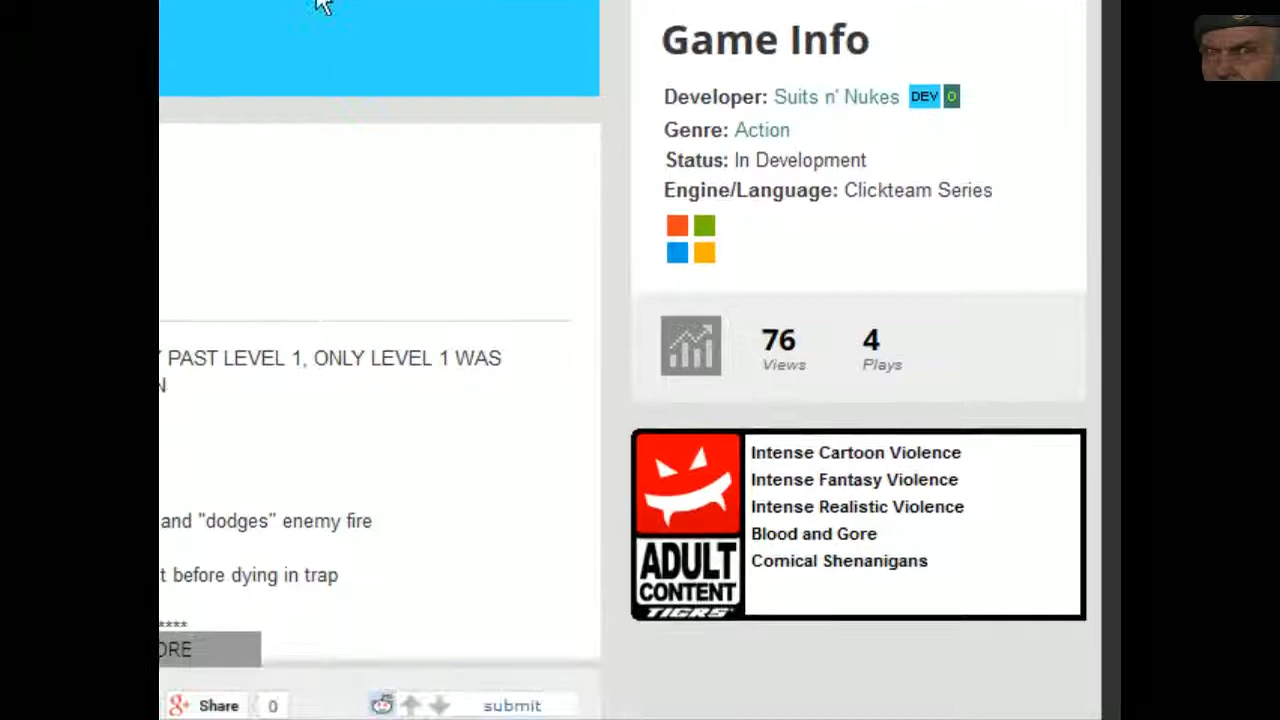 Game Info
Developer: Suits n' Nukes DEV 0
Genre: Action
Status: In Development
Engine/Language: Clickteam Series
76 Views
4 Plays
PAST LEVEL 1, ONLY LEVEL 1 WAS
N
and "dodges" enemy fire
t before dying in trap
****
ORE
Intense Cartoon Violence
Intense Fantasy Violence
Intense Realistic Violence
Blood and Gore
Comical Shenanigans
ADULT
CONTENT
TIGRS
Share 0
submit